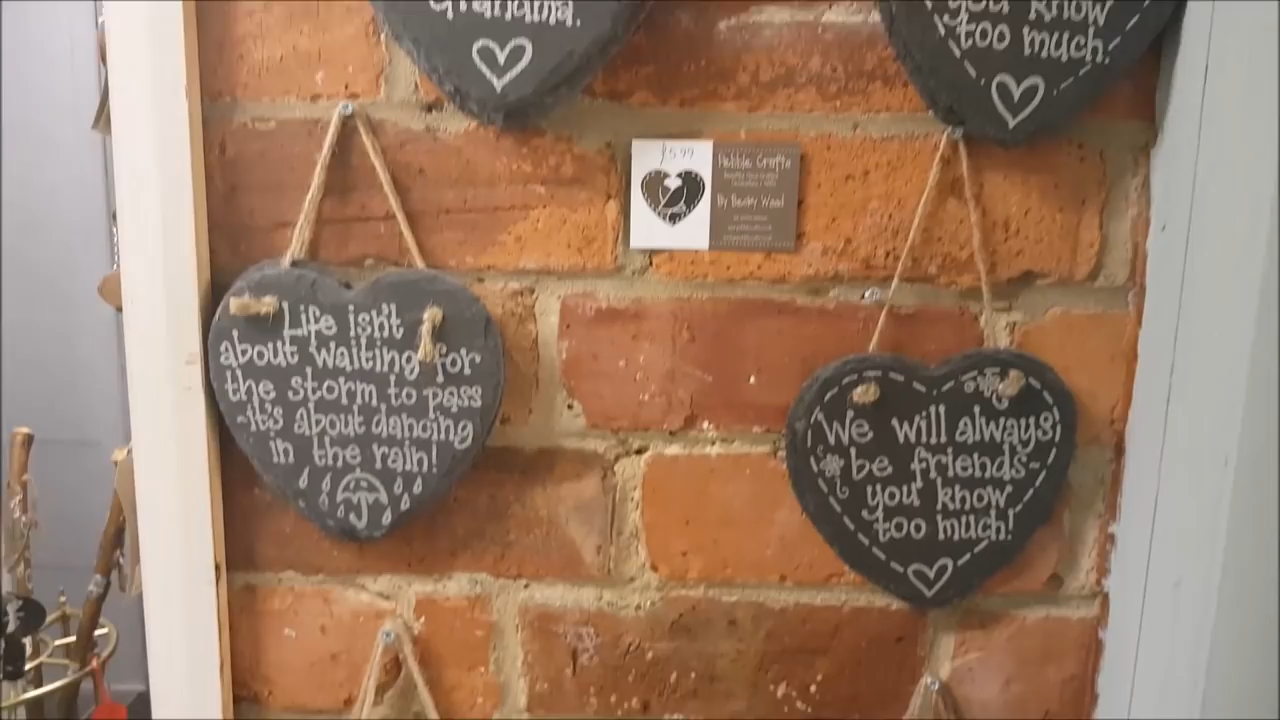 Grandma.
you know
too much.
£5.99
Pebble Crafts
By Becky Wood
Life isn't
about waiting for
the storm to pass
-it's about dancing
in the rain!
We will always
be friends-
you know
too much!